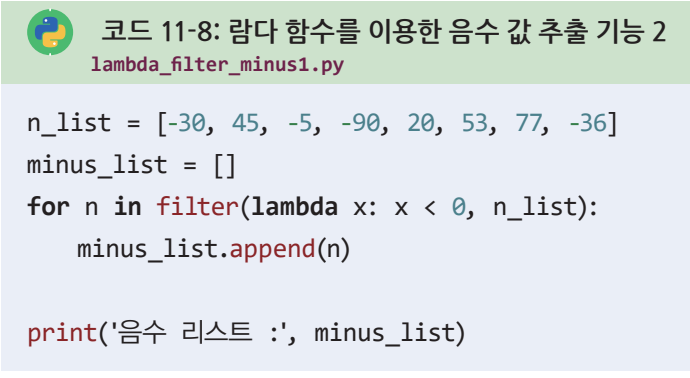 코드 11-8: 람다 함수를 이용한 음수 값 추출 기능 2
lambda_filter_minus1.py
n_list = [-30, 45, -5, -90, 20, 53, 77, -36]
minus_list = []
for n in filter(lambda x: x < 0, n_list):
    minus_list.append(n)
print('음수 리스트 :', minus_list)